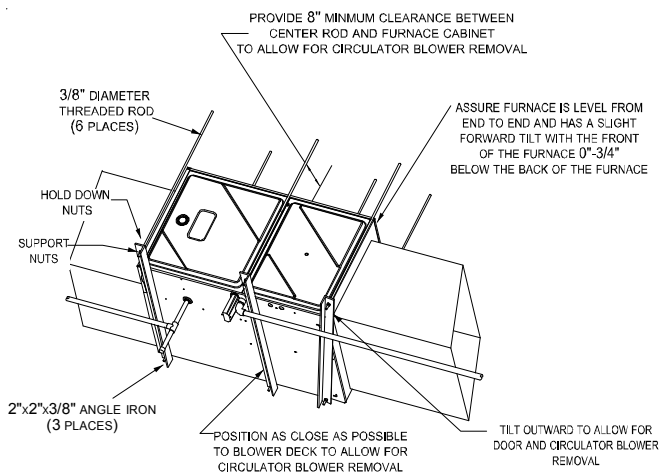 PROVIDE 8" MINMUM CLEARANCE BETWEEN
CENTER ROD AND FURNACE CABINET
TO ALLOW FOR CIRCULATOR BLOWER REMOVAL
3/8" DIAMETER
THREADED ROD
(6 PLACES)
ASSURE FURNACE IS LEVEL FROM
END TO END AND HAS A SLIGHT
FORWARD TILT WITH THE FRONT
OF THE FURNACE 0"-3/4"
BELOW THE BACK OF THE FURNACE
HOLD DOWN
NUTS
SUPPORT
NUTS
2"x2"x3/8" ANGLE IRON
(3 PLACES)
POSITION AS CLOSE AS POSSIBLE
TO BLOWER DECK TO ALLOW FOR
CIRCULATOR BLOWER REMOVAL
TILT OUTWARD TO ALLOW FOR
DOOR AND CIRCULATOR BLOWER
REMOVAL